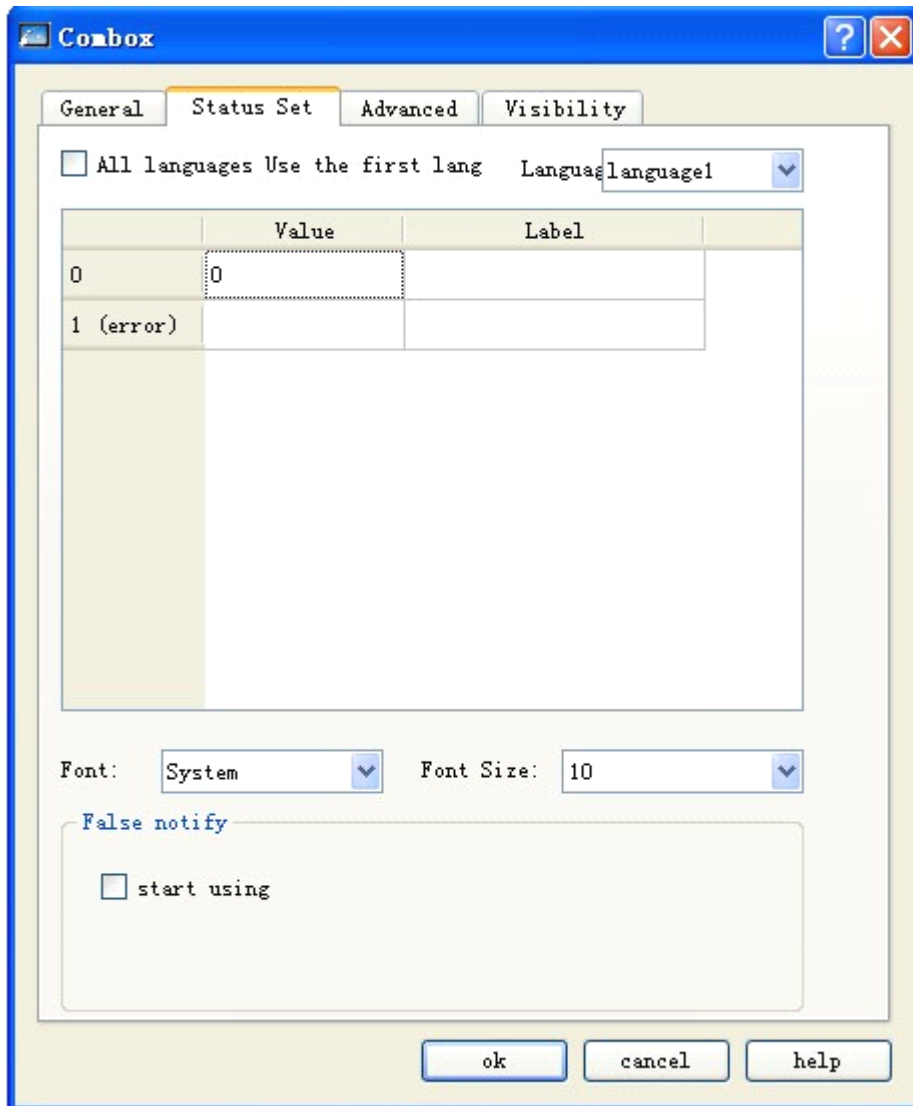 Combox
General Status Set Advanced Visibility
All languages Use the first lang Languag language1
Value Label
0 0
1 (error)
Font: System Font Size: 10
False notify
start using
ok cancel help